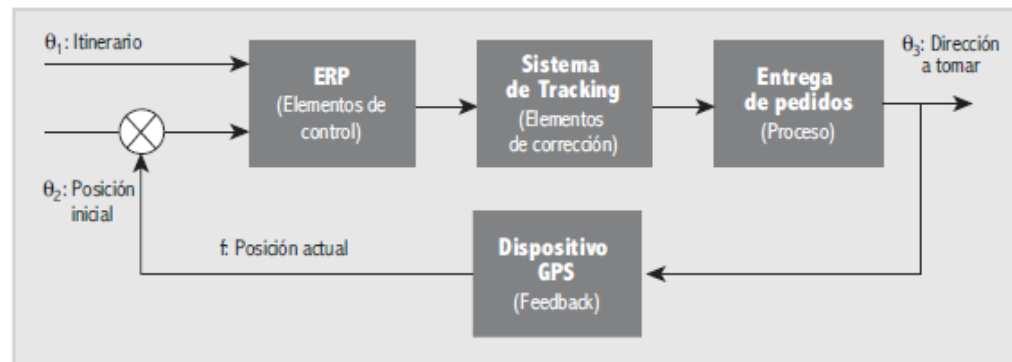 θ1: Itinerario
ERP
(Elementos de
control)
Sistema
de Tracking
(Elementos
de corrección)
Entrega
de pedidos
(Proceso)
θ3: Dirección
a tomar
θ2: Posición
inicial
f: Posición actual
Dispositivo
GPS
(Feedback)